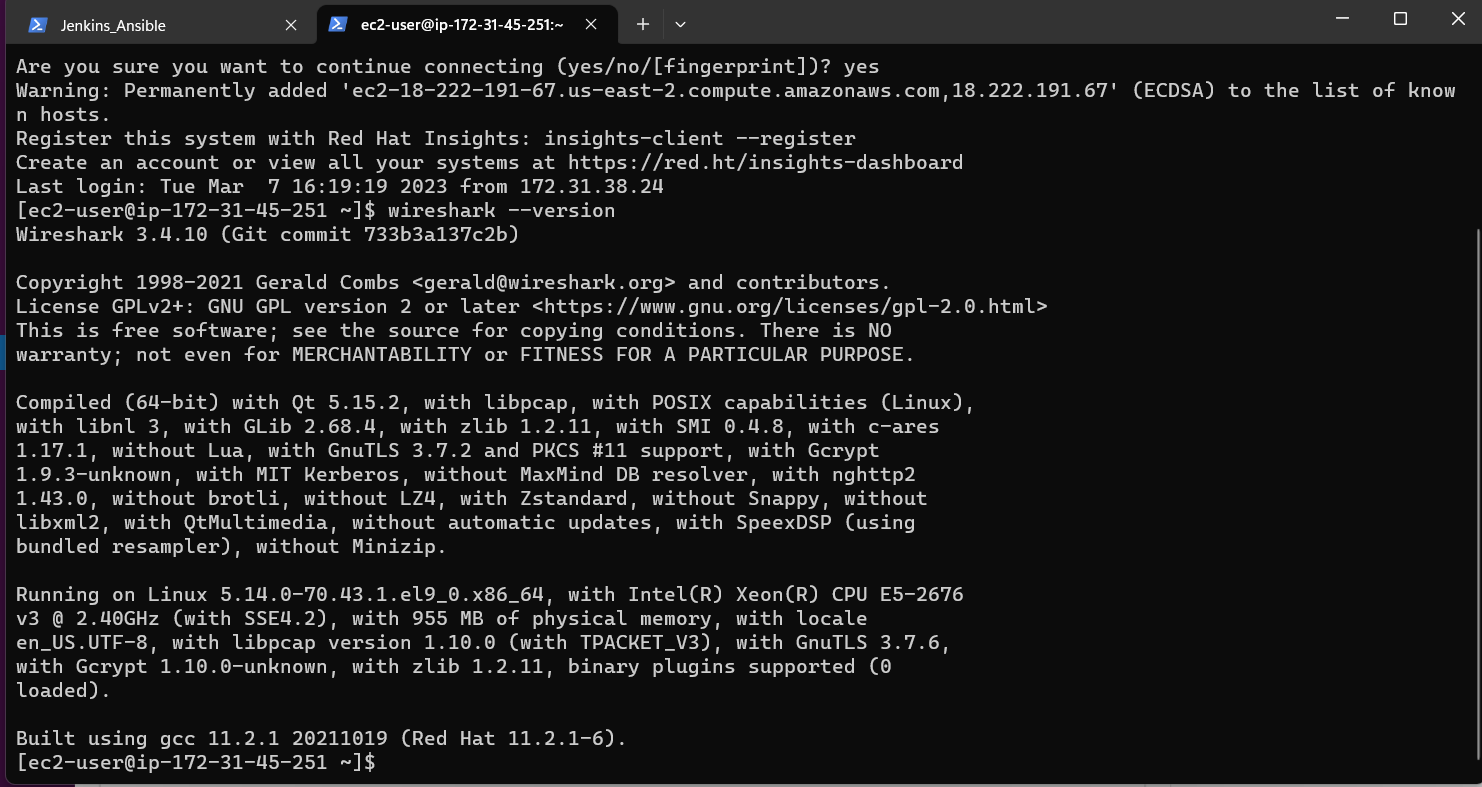 Jenkins_Ansible
ec2-user@ip-172-31-45-251:~
Are you sure you want to continue connecting (yes/no/[fingerprint])? yes
Warning: Permanently added 'ec2-18-222-191-67.us-east-2.compute.amazonaws.com,18.222.191.67' (ECDSA) to the list of know
n hosts.
Register this system with Red Hat Insights: insights-client --register
Create an account or view all your systems at https://red.ht/insights-dashboard
Last login: Tue Mar  7 16:19:19 2023 from 172.31.38.24
[ec2-user@ip-172-31-45-251 ~]$ wireshark --version
Wireshark 3.4.10 (Git commit 733b3a137c2b)
Copyright 1998-2021 Gerald Combs <gerald@wireshark.org> and contributors.
License GPLv2+: GNU GPL version 2 or later <https://www.gnu.org/licenses/gpl-2.0.html>
This is free software; see the source for copying conditions. There is NO
warranty; not even for MERCHANTABILITY or FITNESS FOR A PARTICULAR PURPOSE.
Compiled (64-bit) with Qt 5.15.2, with libpcap, with POSIX capabilities (Linux),
with libnl 3, with GLib 2.68.4, with zlib 1.2.11, with SMI 0.4.8, with c-ares
1.17.1, without Lua, with GnuTLS 3.7.2 and PKCS #11 support, with Gcrypt
1.9.3-unknown, with MIT Kerberos, without MaxMind DB resolver, with nghttp2
1.43.0, without brotli, without LZ4, with Zstandard, without Snappy, without
libxml2, with QtMultimedia, without automatic updates, with SpeexDSP (using
bundled resampler), without Minizip.
Running on Linux 5.14.0-70.43.1.el9_0.x86_64, with Intel(R) Xeon(R) CPU E5-2676
v3 @ 2.40GHz (with SSE4.2), with 955 MB of physical memory, with locale
en_US.UTF-8, with libpcap version 1.10.0 (with TPACKET_V3), with GnuTLS 3.7.6,
with Gcrypt 1.10.0-unknown, with zlib 1.2.11, binary plugins supported (0
loaded).
Built using gcc 11.2.1 20211019 (Red Hat 11.2.1-6).
[ec2-user@ip-172-31-45-251 ~]$